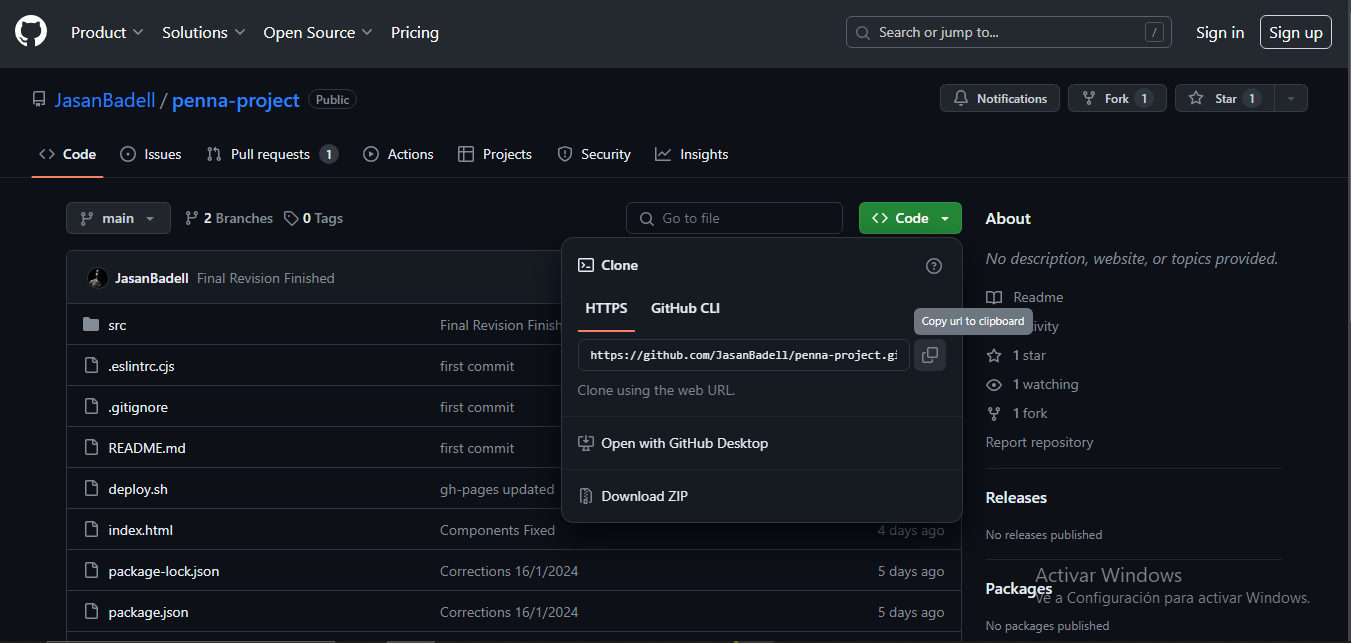 Product Solutions Open Source Pricing Search or jump to... / Sign in Sign up
JasanBadell / penna-project Public Notifications Fork 1 Star 1
Code Issues Pull requests 1 Actions Projects Security Insights
main 2 Branches 0 Tags Go to file Code About
No description, website, or topics provided.
Clone
JasanBadell Final Revision Finished
Readme
HTTPS GitHub CLI
Copy url to clipboard
src Final Revision
1 star
https://github.com/JasanBadell/penna-project
.eslintrc.cjs first commit
1 watching
Clone using the web URL.
.gitignore first commit
1 fork
Report repository
Open with GitHub Desktop
README.md first commit
deploy.sh gh-pages updated
Download ZIP
Releases
index.html Components Fixed 4 days ago
No releases published
package-lock.json Corrections 16/1/2024 5 days ago
Activar Windows
Packages
Ve a Configuración para activar Windows.
package.json Corrections 16/1/2024 5 days ago
No packages published